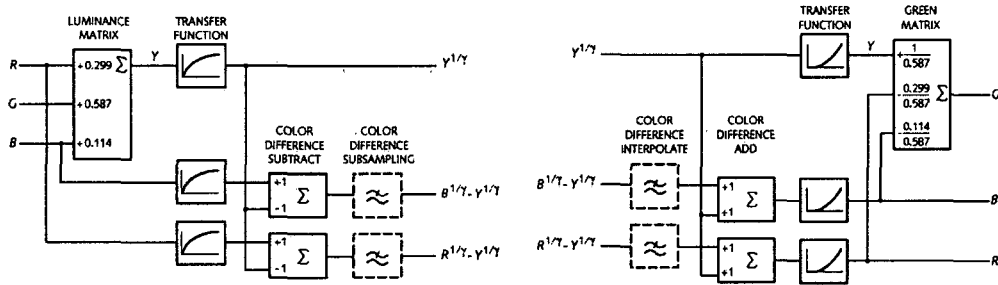 LUMINANCE
MATRIX
TRANSFER
FUNCTION
R
+0.299 Σ
Y
Y^1/γ
G
+0.587
B
+0.114
COLOR
DIFFERENCE
SUBTRACT
COLOR
DIFFERENCE
SUBSAMPLING
+1
Σ
-1
≈
B^1/γ-Y^1/γ
+1
Σ
-1
≈
R^1/γ-Y^1/γ
TRANSFER
FUNCTION
GREEN
MATRIX
Y^1/γ
Y
+1/0.587
-0.299/0.587 Σ
G
-0.114/0.587
COLOR
DIFFERENCE
INTERPOLATE
COLOR
DIFFERENCE
ADD
B^1/γ-Y^1/γ
≈
+1
Σ
+1
B
R^1/γ-Y^1/γ
≈
+1
Σ
+1
R